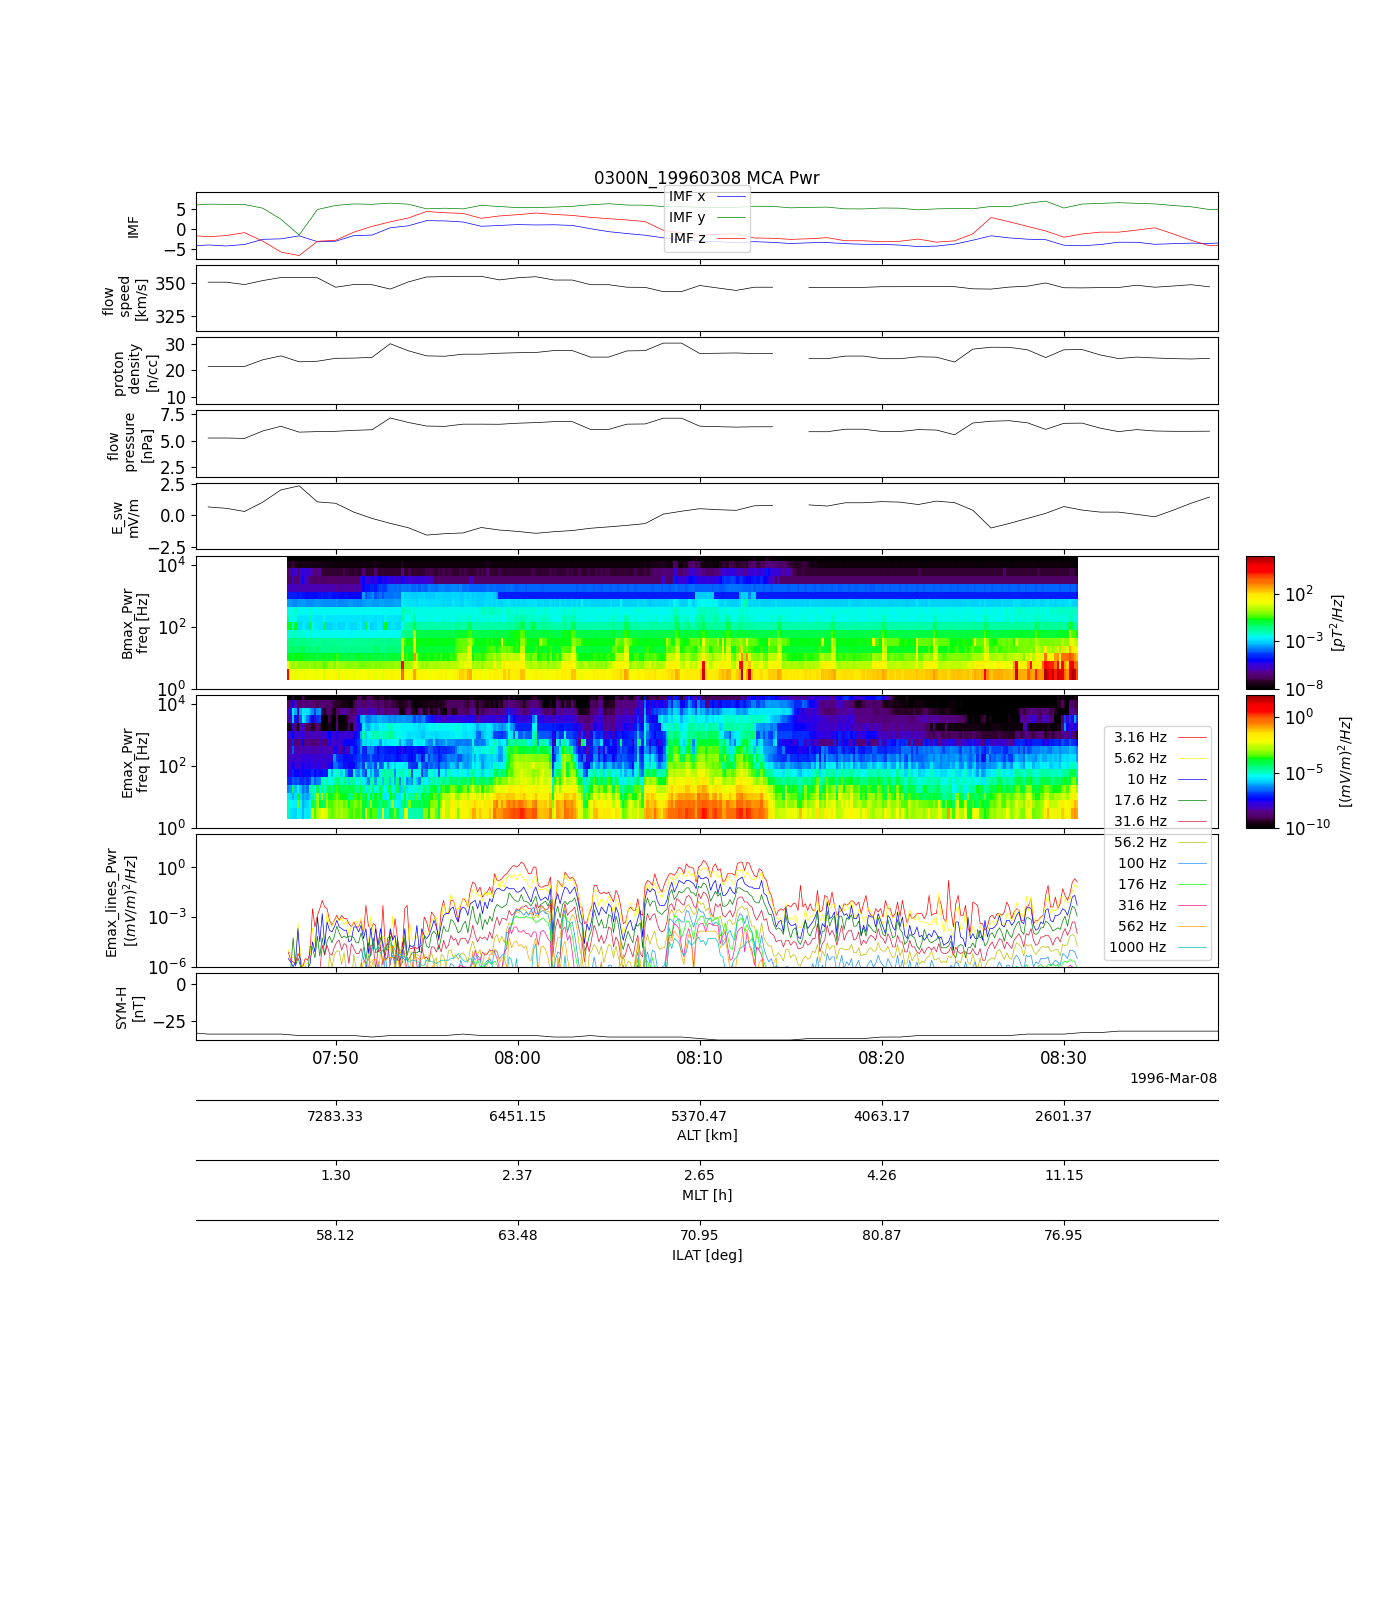 0300N_19960308 MCA Pwr
IMF
5
0
−5
IMF x
IMF y
IMF z
flow
speed
[km/s]
350
325
proton
density
[n/cc]
30
20
10
flow
pressure
[nPa]
7.5
5.0
2.5
E_sw
mV/m
2.5
0.0
−2.5
Bmax_Pwr
freq [Hz]
10^4
10^2
10^0
10^2
10^−3
10^−8
[pT^2/Hz]
Emax_Pwr
freq [Hz]
10^4
10^2
10^0
10^0
10^−5
10^−10
[(mV/m)^2/Hz]
3.16 Hz
5.62 Hz
10 Hz
17.6 Hz
31.6 Hz
56.2 Hz
100 Hz
176 Hz
316 Hz
562 Hz
1000 Hz
Emax_lines_Pwr
[(mV/m)^2/Hz]
10^0
10^−3
10^−6
SYM-H
[nT]
0
−25
07:50 08:00 08:10 08:20 08:30
1996-Mar-08
7283.33 6451.15 5370.47 4063.17 2601.37
ALT [km]
1.30 2.37 2.65 4.26 11.15
MLT [h]
58.12 63.48 70.95 80.87 76.95
ILAT [deg]